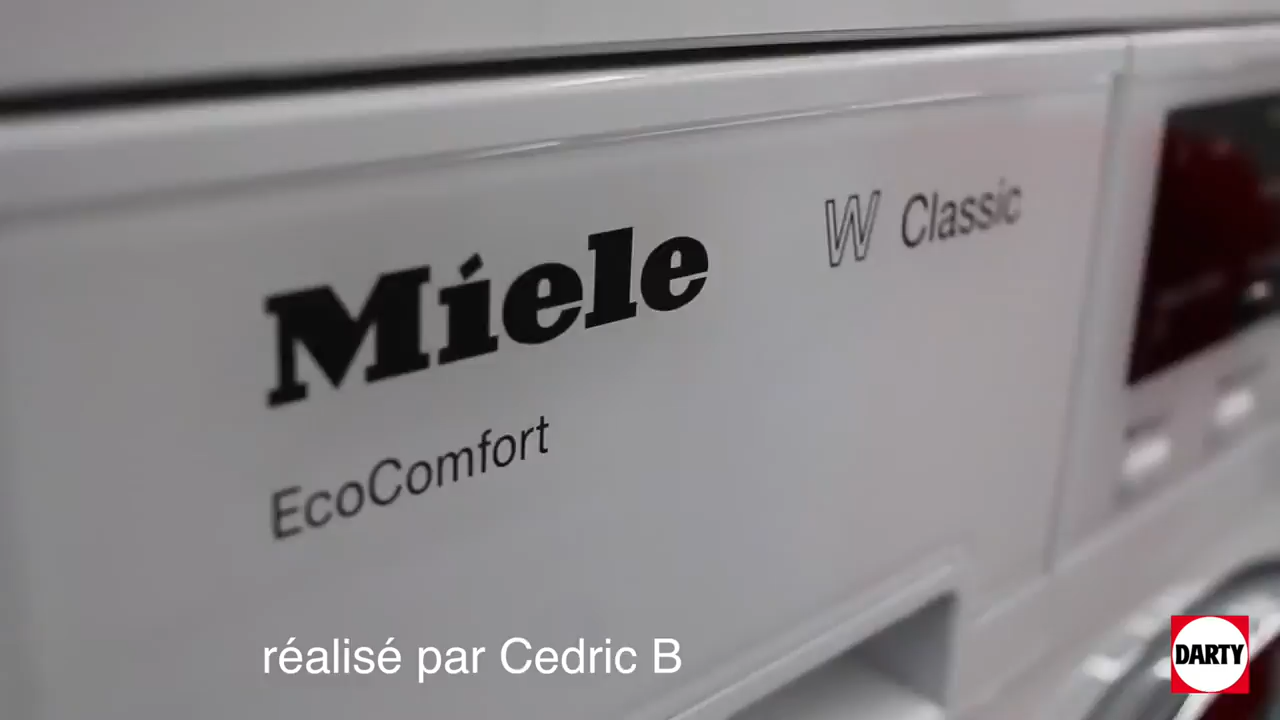 Miele
W Classic
EcoComfort
réalisé par Cedric B
DARTY